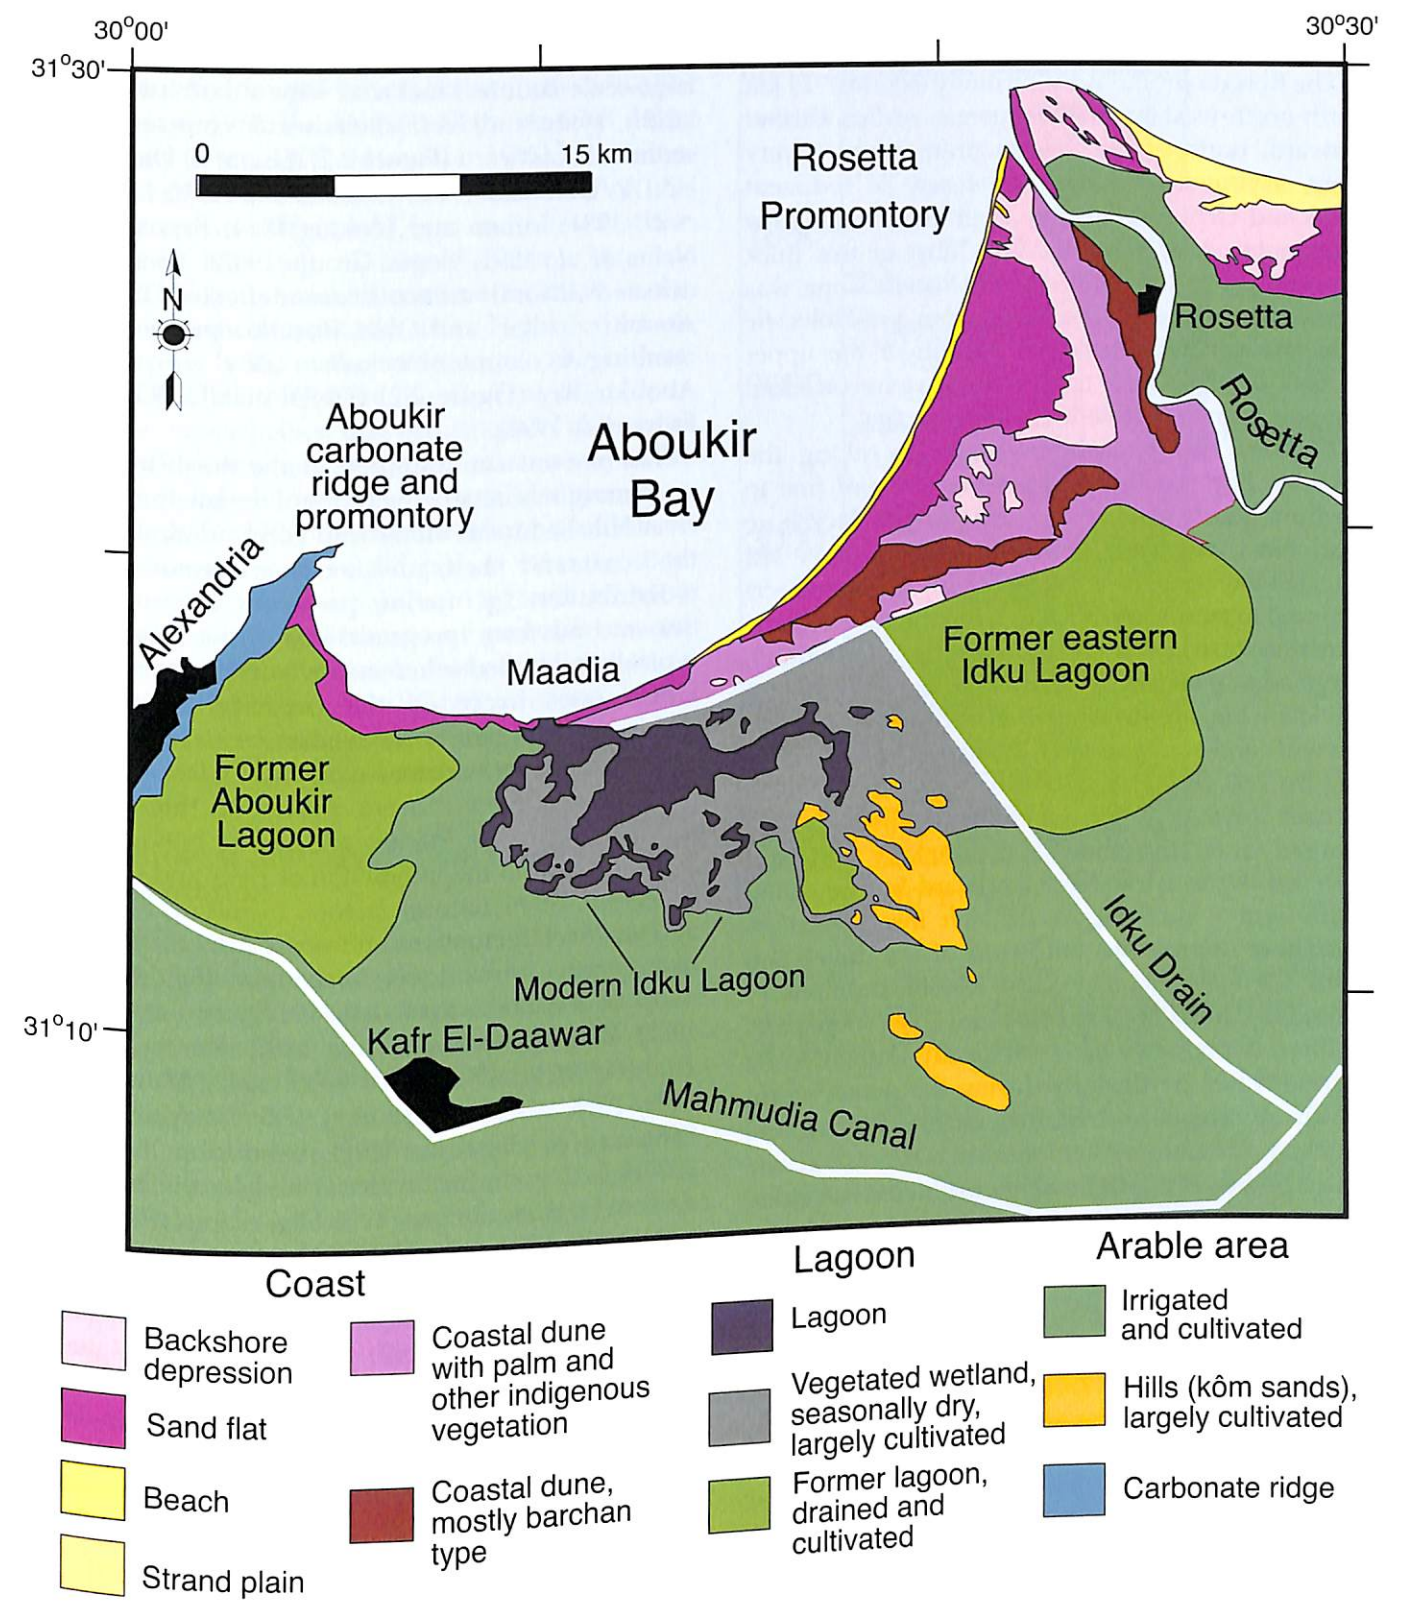 30°00'
30°30'
31°30'
0
15 km
Rosetta
Promontory
N
Rosetta
Rosetta
Aboukir
carbonate
ridge and
promontory
Aboukir
Bay
Alexandria
Maadia
Former eastern
Idku Lagoon
Former
Aboukir
Lagoon
Modern Idku Lagoon
Idku Drain
31°10'
Kafr El-Daawar
Mahmudia Canal
Coast
Backshore
depression
Sand flat
Beach
Strand plain
Coastal dune
with palm and
other indigenous
vegetation
Coastal dune,
mostly barchan
type
Lagoon
Lagoon
Vegetated wetland,
seasonally dry,
largely cultivated
Former lagoon,
drained and
cultivated
Arable area
Irrigated
and cultivated
Hills (kôm sands),
largely cultivated
Carbonate ridge